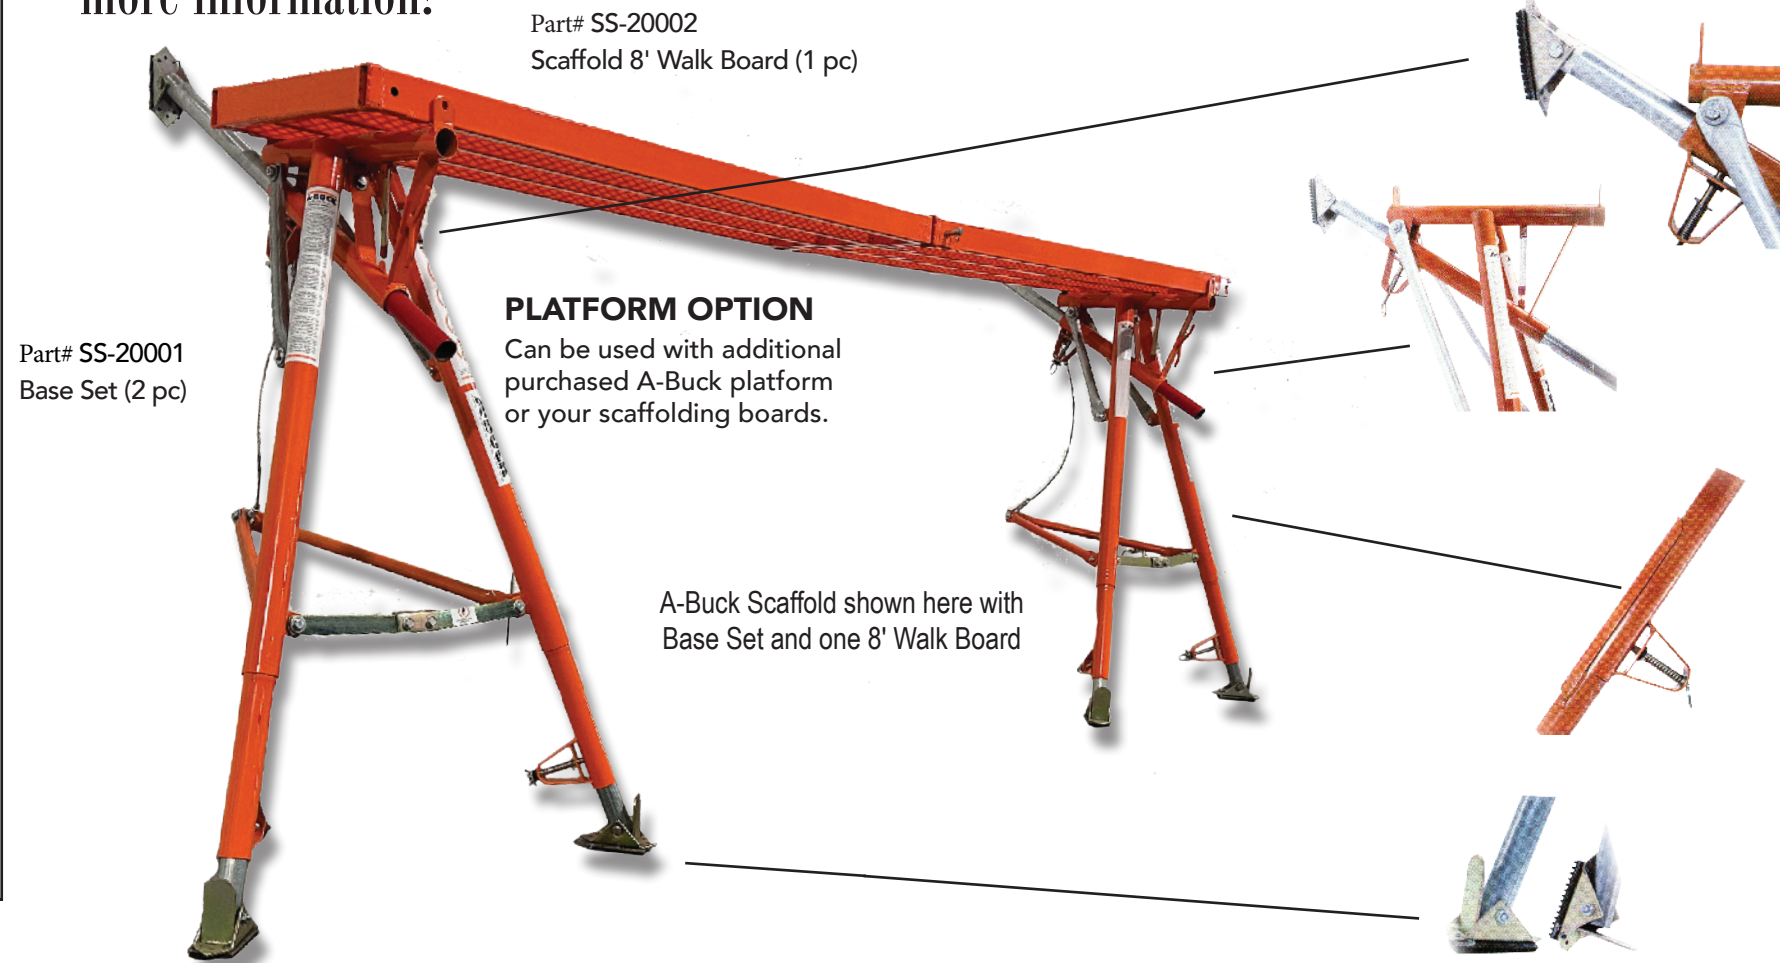 more information!
Part# SS-20002
Scaffold 8' Walk Board (1 pc)
PLATFORM OPTION
Can be used with additional
purchased A-Buck platform
or your scaffolding boards.
Part# SS-20001
Base Set (2 pc)
A-Buck Scaffold shown here with
Base Set and one 8' Walk Board